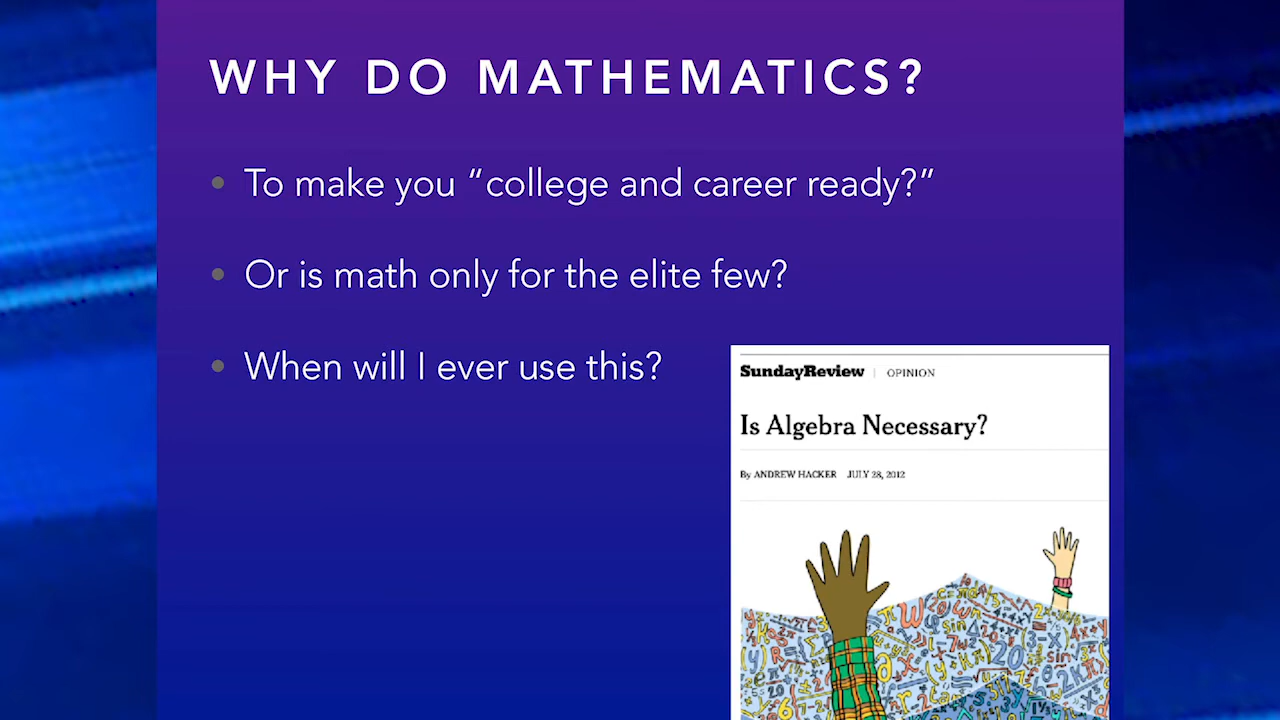 WHY DO MATHEMATICS?
To make you “college and career ready?”
Or is math only for the elite few?
When will I ever use this?
SundayReview | OPINION
Is Algebra Necessary?
By ANDREW HACKER JULY 28, 2012